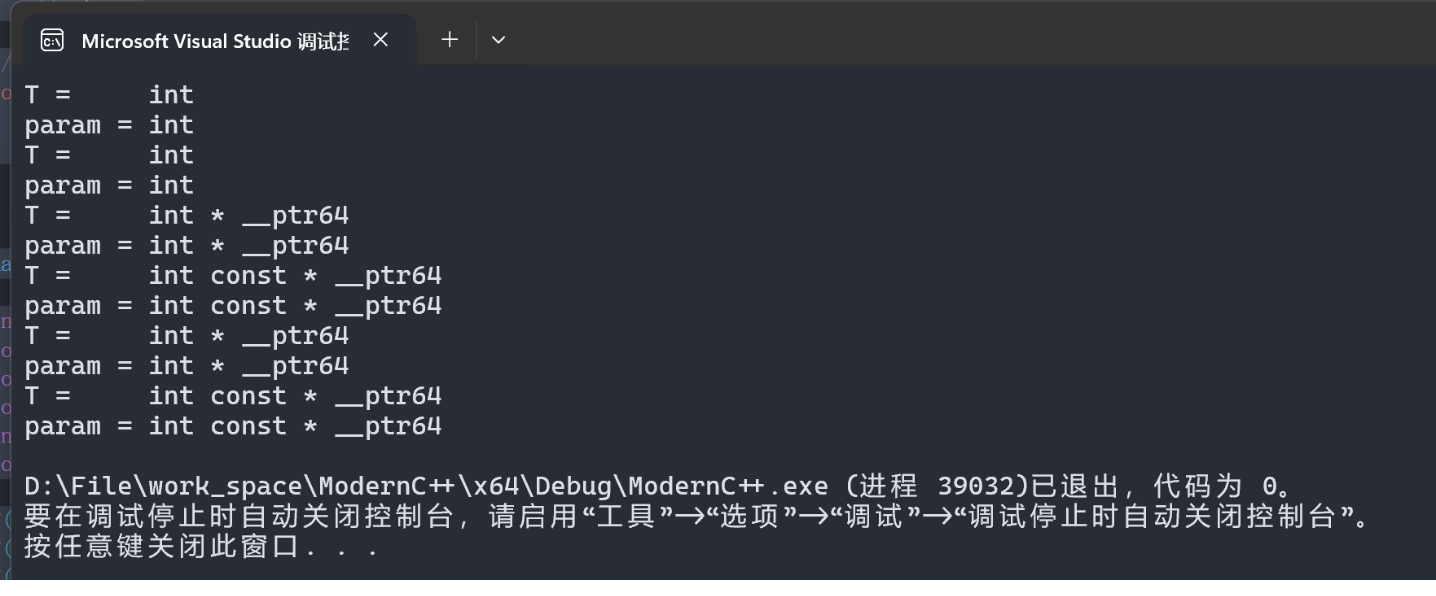 Microsoft Visual Studio 调试
T =     int
param = int
T =     int
param = int
T =     int * __ptr64
param = int * __ptr64
T =     int const * __ptr64
param = int const * __ptr64
T =     int * __ptr64
param = int * __ptr64
T =     int const * __ptr64
param = int const * __ptr64
D:\File\work_space\ModernC++\x64\Debug\ModernC++.exe (进程 39032)已退出，代码为 0。
要在调试停止时自动关闭控制台，请启用“工具”->“选项”->“调试”->“调试停止时自动关闭控制台”。
按任意键关闭此窗口. . .